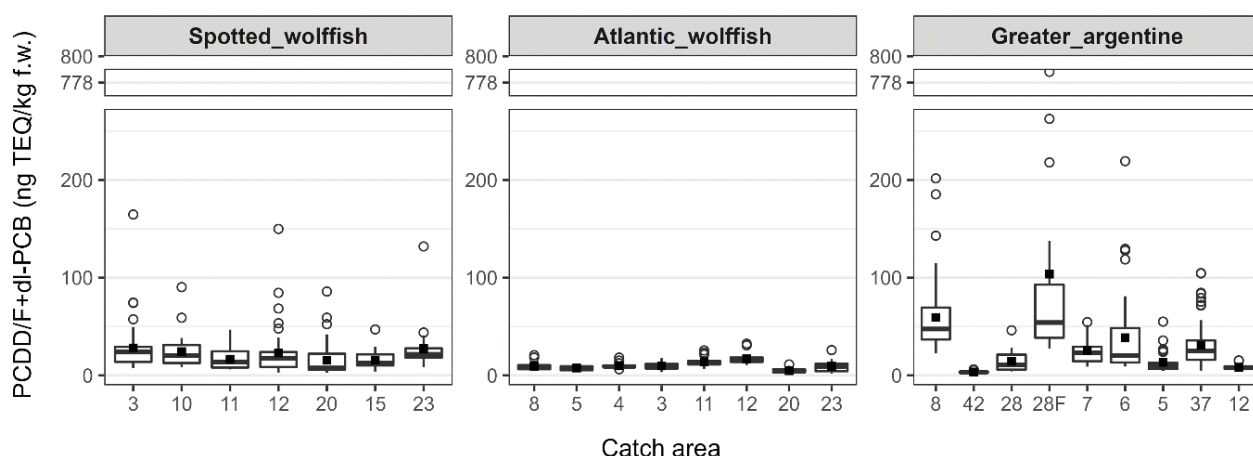 Spotted_wolffish
Atlantic_wolffish
Greater_argentine
PCDD/F+dl-PCB (ng TEQ/kg f.w.)
800
778
200
100
0
3 10 11 12 20 15 23
800
778
200
100
0
8 5 4 3 11 12 20 23
800
778
200
100
0
8 42 28 28F 7 6 5 37 12
Catch area